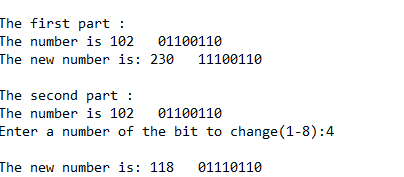 The first part :
The number is 102   01100110
The new number is: 230   11100110
The second part :
The number is 102   01100110
Enter a number of the bit to change(1-8):4
The new number is: 118   01110110